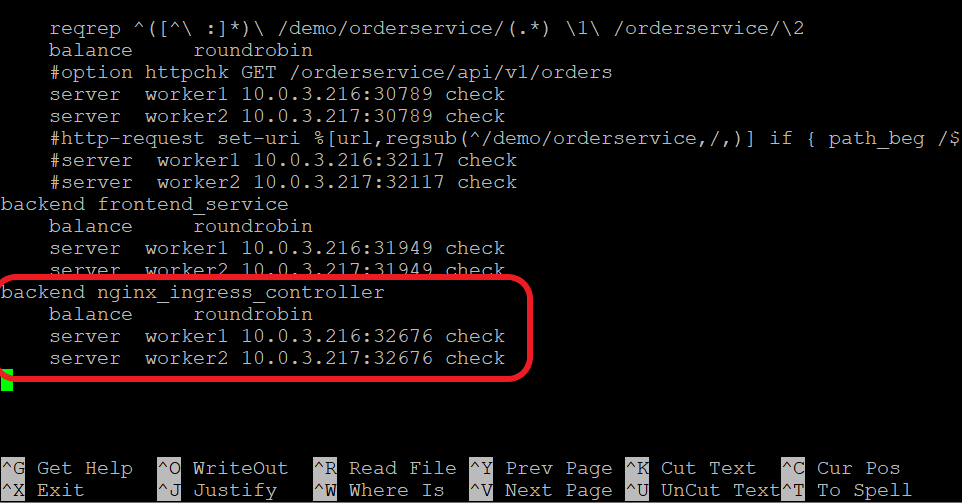 reqrep ^([^\ :]*)\ /demo/orderservice/(.*) \1\ /orderservice/\2
balance     roundrobin
#option httpchk GET /orderservice/api/v1/orders
server  worker1 10.0.3.216:30789 check
server  worker2 10.0.3.217:30789 check
#http-request set-uri %[url,regsub(^/demo/orderservice,/,)] if { path_beg /$
#server  worker1 10.0.3.216:32117 check
#server  worker2 10.0.3.217:32117 check
backend frontend_service
balance     roundrobin
server  worker1 10.0.3.216:31949 check
server  worker2 10.0.3.217:31949 check
backend nginx_ingress_controller
balance     roundrobin
server  worker1 10.0.3.216:32676 check
server  worker2 10.0.3.217:32676 check
^G Get Help  ^O WriteOut  ^R Read File ^Y Prev Page ^K Cut Text  ^C Cur Pos
^X Exit      ^J Justify   ^W Where Is  ^V Next Page ^U UnCut Text^T To Spell